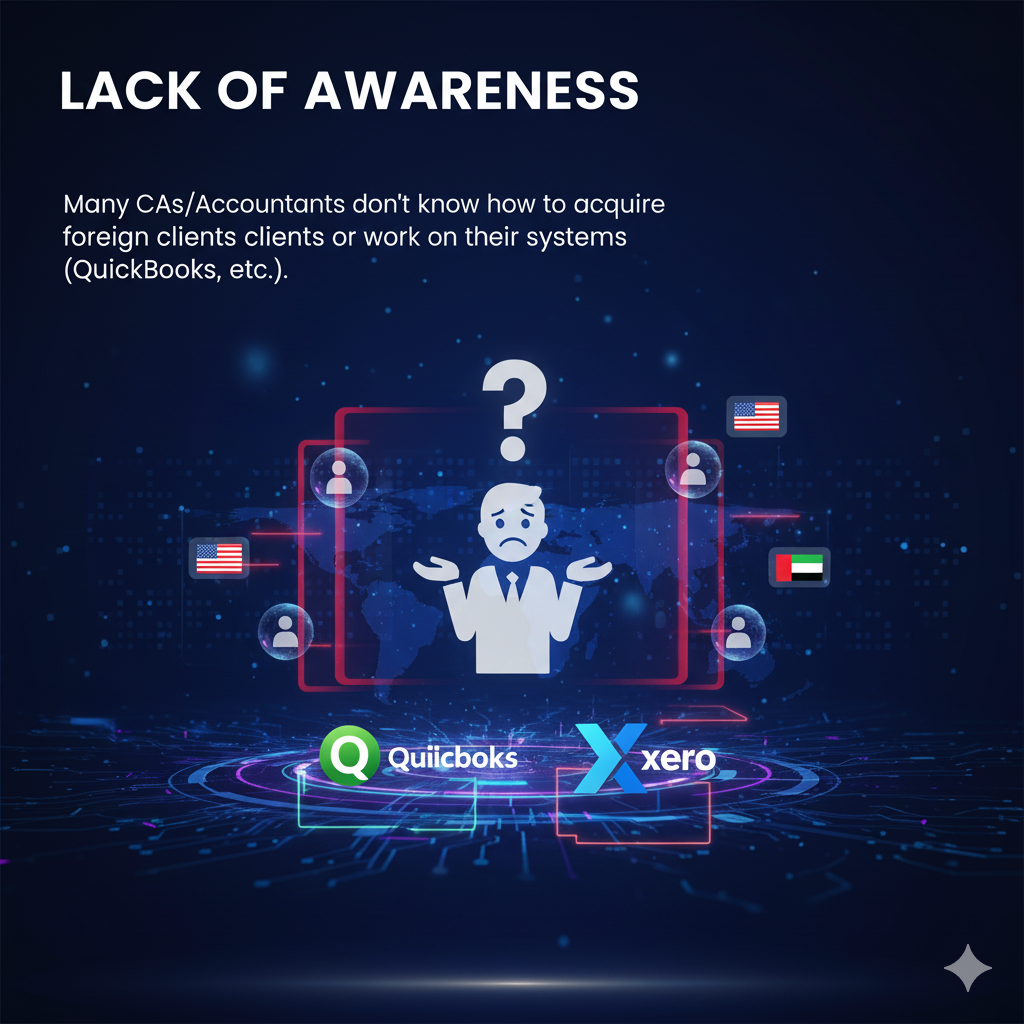 LACK OF AWARENESS
Many CAs/Accountants don't know how to acquire
foreign clients clients or work on their systems
(QuickBooks, etc.).
?
Q Quiicboks
X xero